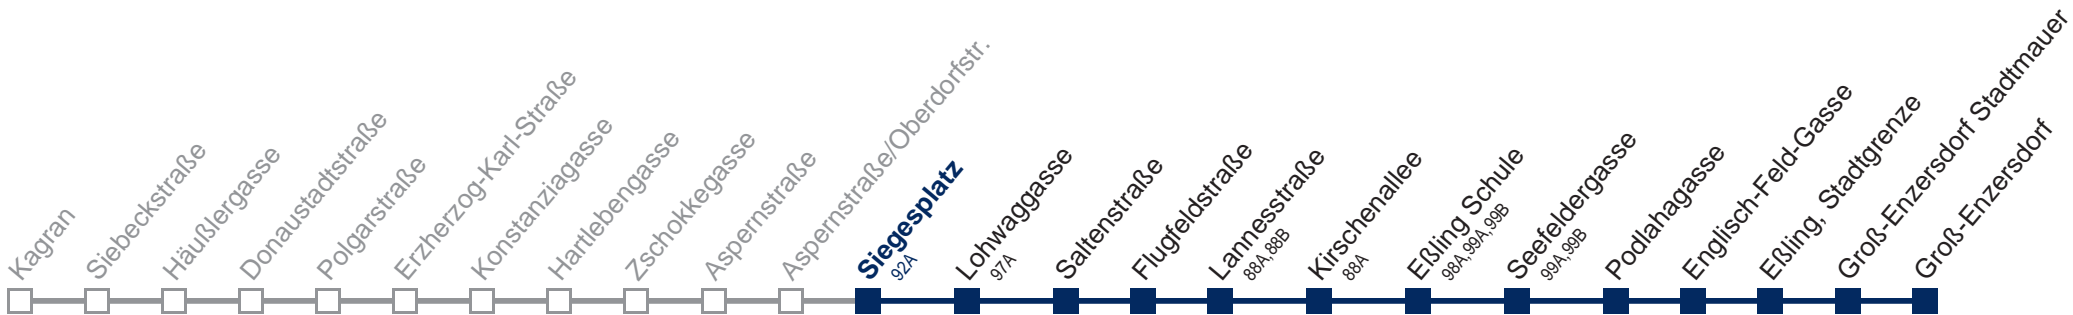 Kagran
Siebeckstraße
Häußlergasse
Donaustadtstraße
Polgarstraße
Erzherzog-Karl-Straße
Konstanziagasse
Hartlebengasse
Zschokkegasse
Aspernstraße
Aspernstraße/Oberdorfstr.
Siegesplatz
92A
Lohwaggasse
97A
Saltenstraße
Flugfeldstraße
Lannesstraße
88A,88B
Kirschenallee
88A
Eßling Schule
98A,99A,99B
Seefeldergasse
99A,99B
Podlahagasse
Englisch-Feld-Gasse
Eßling, Stadtgrenze
Groß-Enzersdorf Stadtmauer
Groß-Enzersdorf